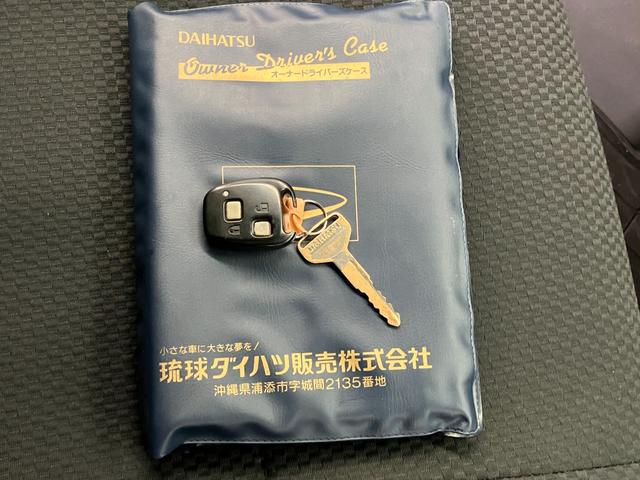 DAIHATSU
Owner Driver's Case
オーナードライバーズケース
DAIHATSU
小さな車に大きな夢を!
琉球ダイハツ販売株式会社
沖縄県浦添市字城間2135番地